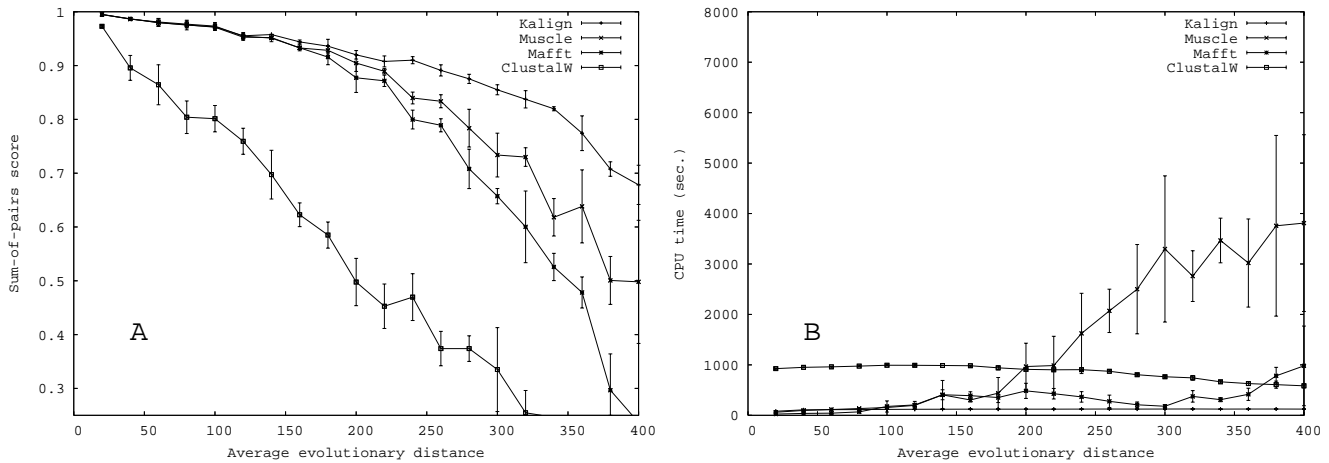 1
0.9
0.8
0.7
0.6
0.5
0.4
0.3
Sum-of-pairs score
Kalign
Muscle
Mafft
ClustalW
A
0 50 100 150 200 250 300 350 400
Average evolutionary distance
8000
7000
6000
5000
4000
3000
2000
1000
0
CPU time (sec.)
Kalign
Muscle
Mafft
ClustalW
B
0 50 100 150 200 250 300 350 400
Average evolutionary distance